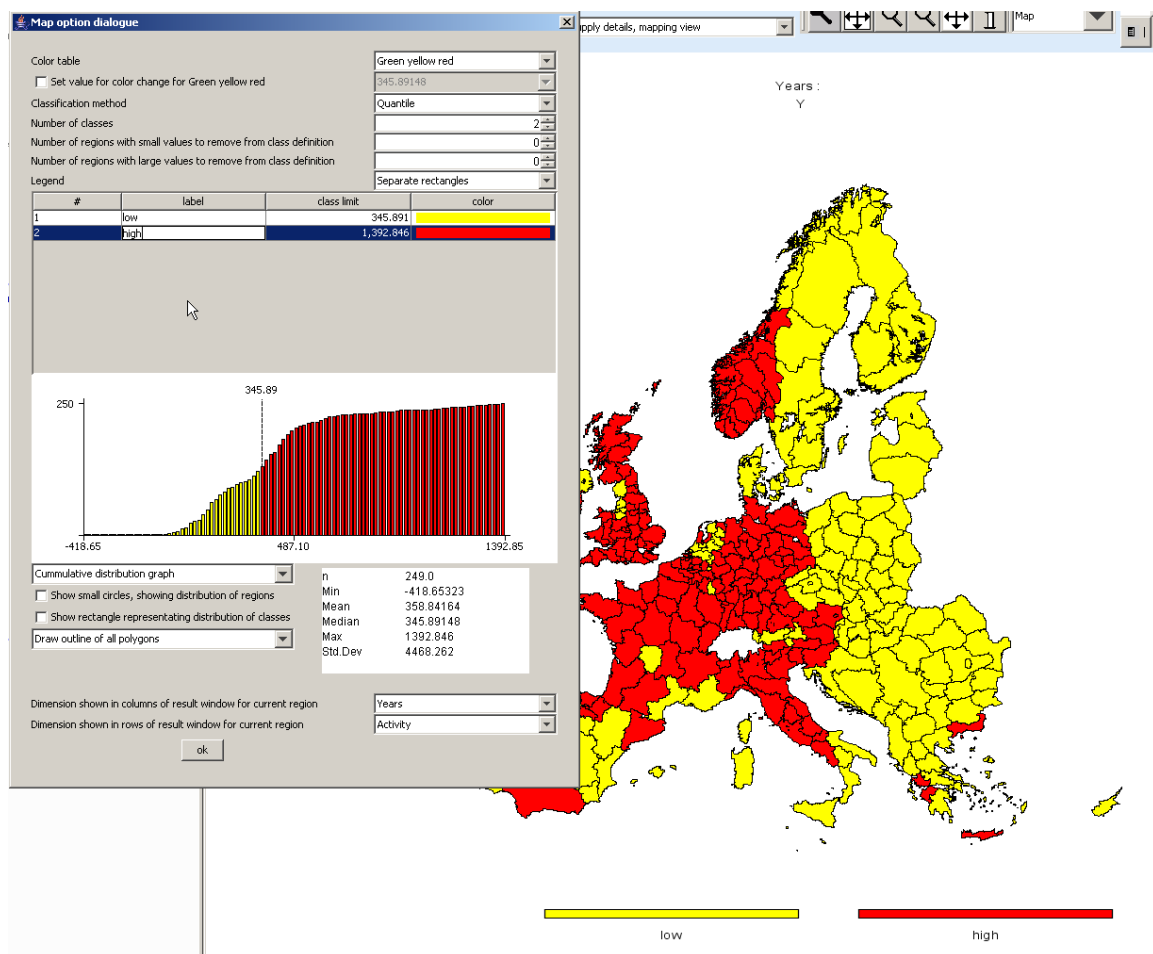 Map option dialogue
pply details, mapping view
Map
Color table Green yellow red
Set value for color change for Green yellow red 345.89148
Classification method Quantile
Number of classes 2
Number of regions with small values to remove from class definition 0
Number of regions with large values to remove from class definition 0
Legend Separate rectangles
# label class limit color
1 low 345.891
2 high 1,392.846
Years :
Y
345.89
250
-418.65 487.10 1392.85
Cummulative distribution graph
Show small circles, showing distribution of regions
Show rectangle representating distribution of classes
Draw outline of all polygons
n 249.0
Min -418.65323
Mean 358.84164
Median 345.89148
Max 1392.846
Std.Dev 4468.262
Dimension shown in columns of result window for current region Years
Dimension shown in rows of result window for current region Activity
ok
low high